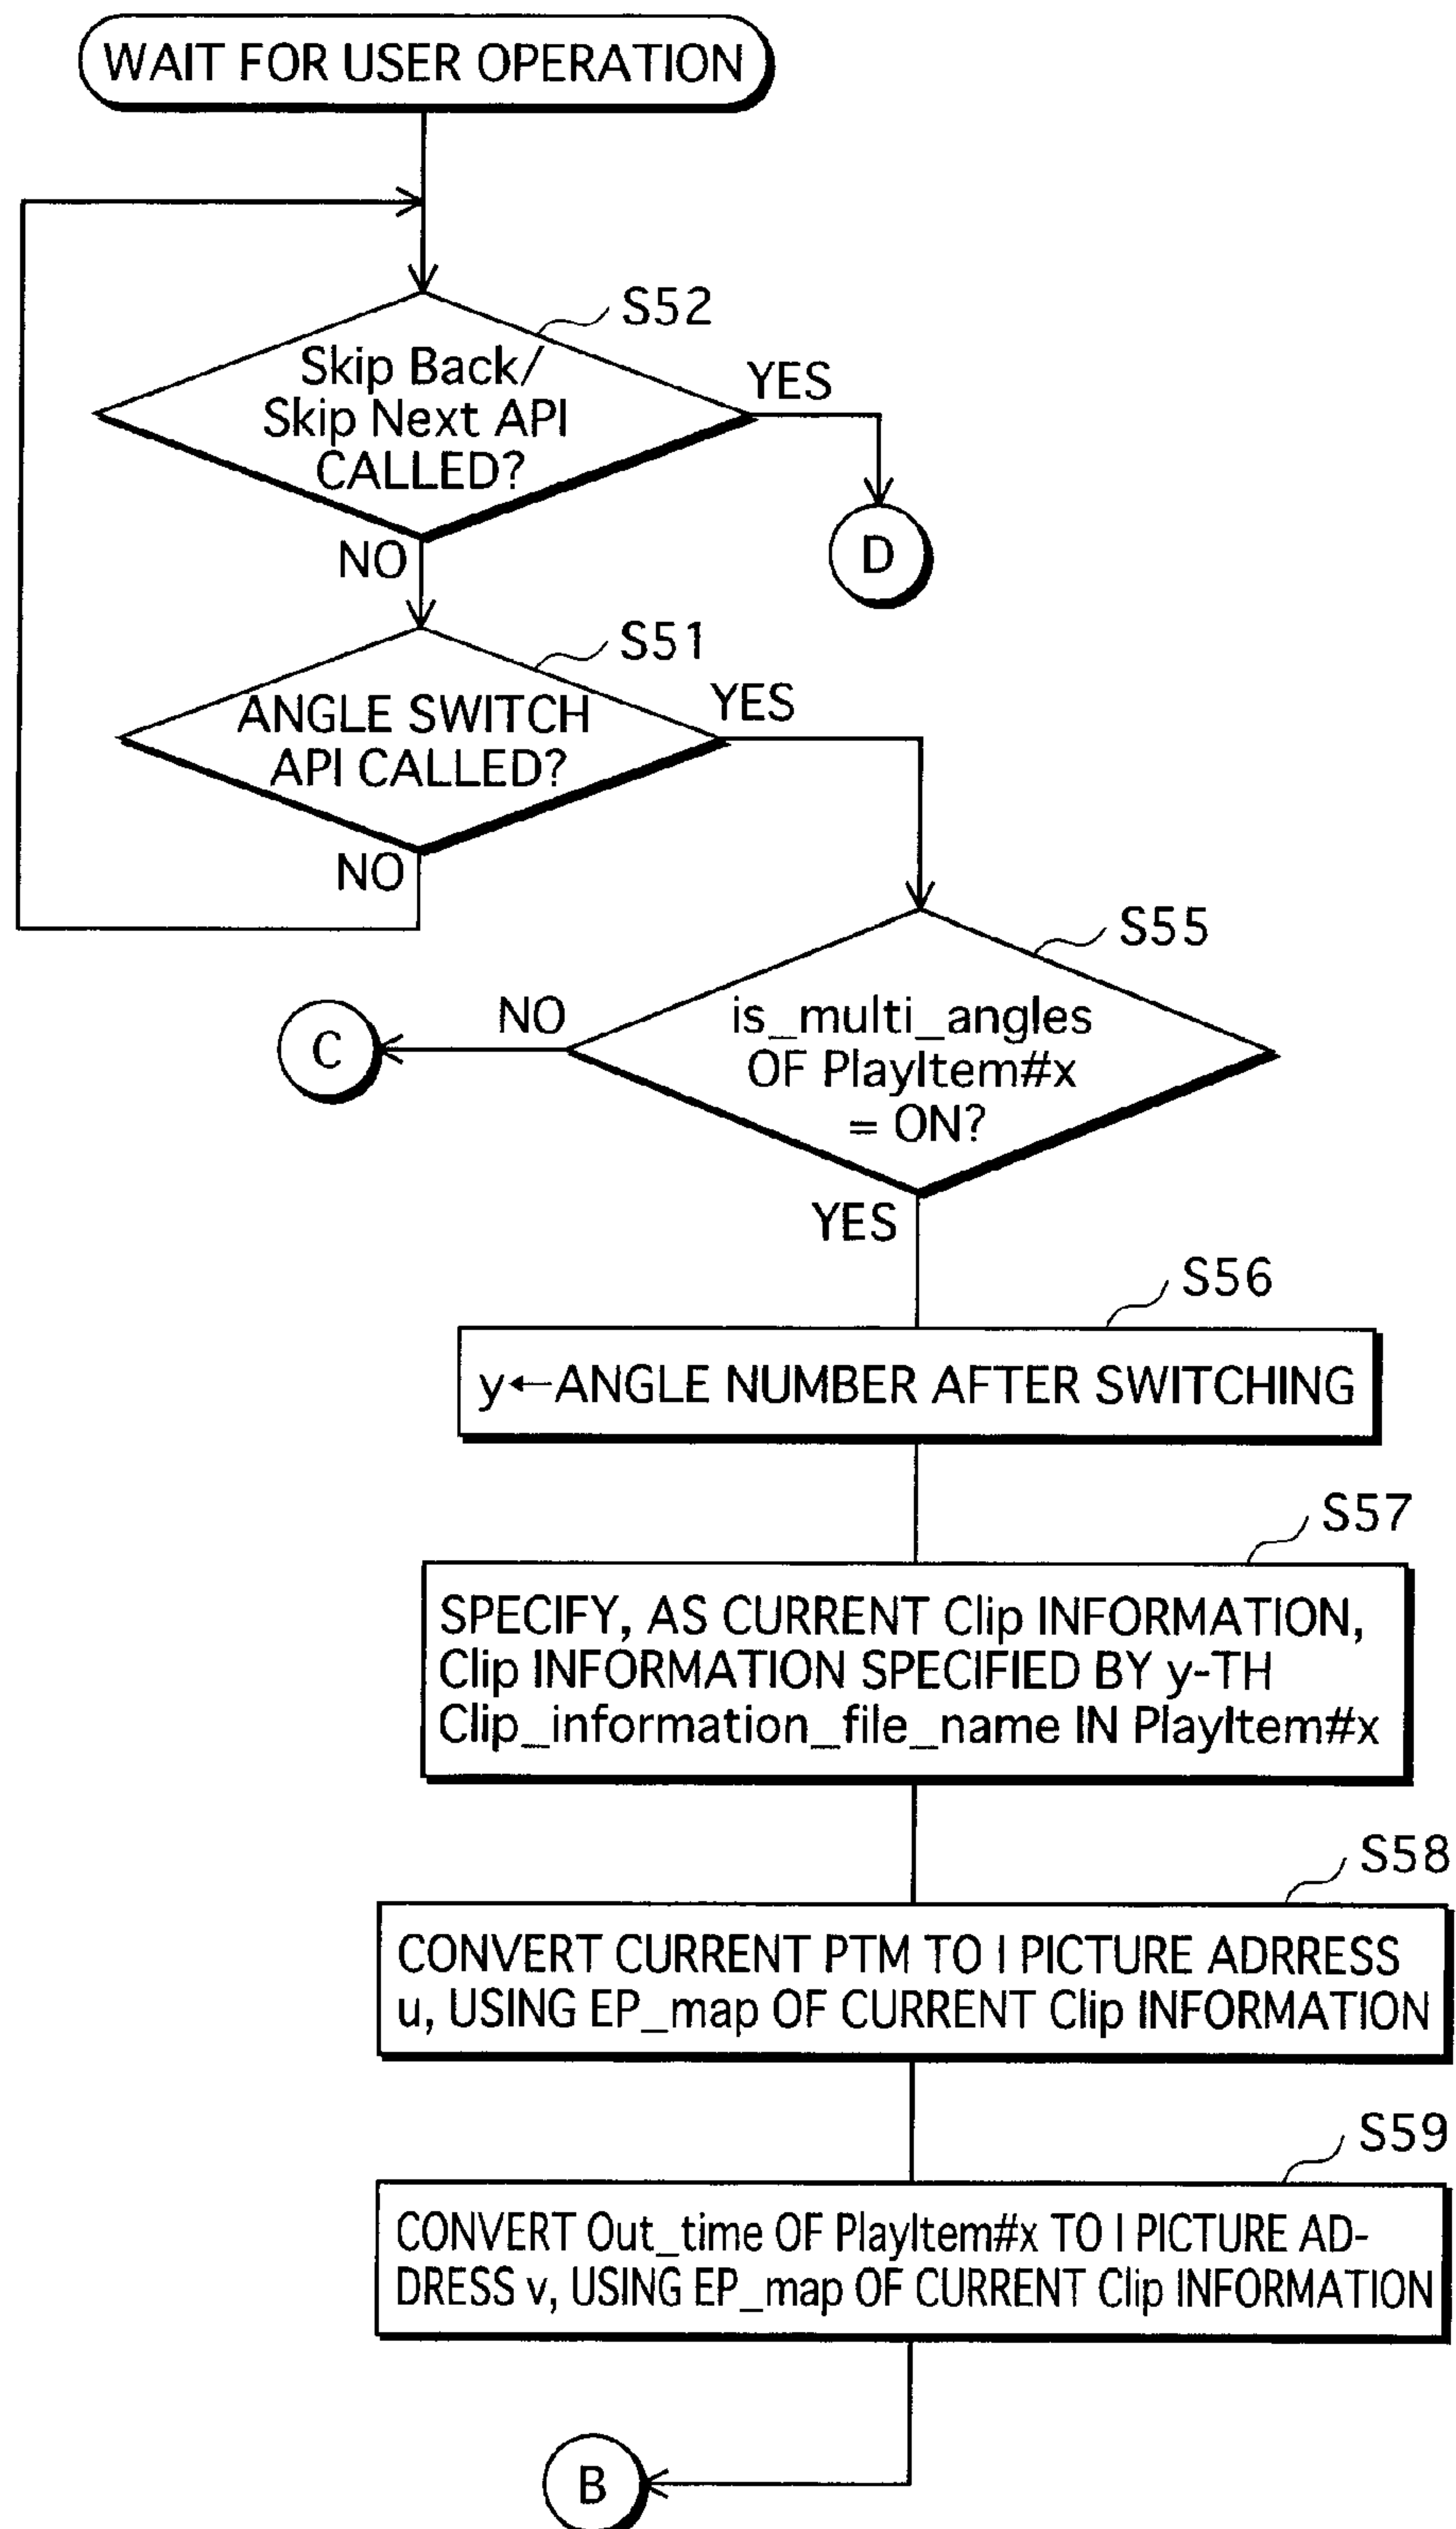 WAIT FOR USER OPERATION
S52
Skip Back/
Skip Next API
CALLED?
YES
D
NO
S51
ANGLE SWITCH
API CALLED?
YES
NO
S55
is_multi_angles
OF PlayItem#x
= ON?
NO
C
YES
S56
y←ANGLE NUMBER AFTER SWITCHING
S57
SPECIFY, AS CURRENT Clip INFORMATION,
Clip INFORMATION SPECIFIED BY y-TH
Clip_information_file_name IN PlayItem#x
S58
CONVERT CURRENT PTM TO I PICTURE ADRRESS
u, USING EP_map OF CURRENT Clip INFORMATION
S59
CONVERT Out_time OF PlayItem#x TO I PICTURE AD-
DRESS v, USING EP_map OF CURRENT Clip INFORMATION
B